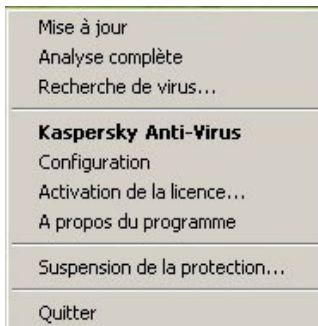 Mise à jour
Analyse complète
Recherche de virus...
Kaspersky Anti-Virus
Configuration
Activation de la licence...
A propos du programme
Suspension de la protection...
Quitter